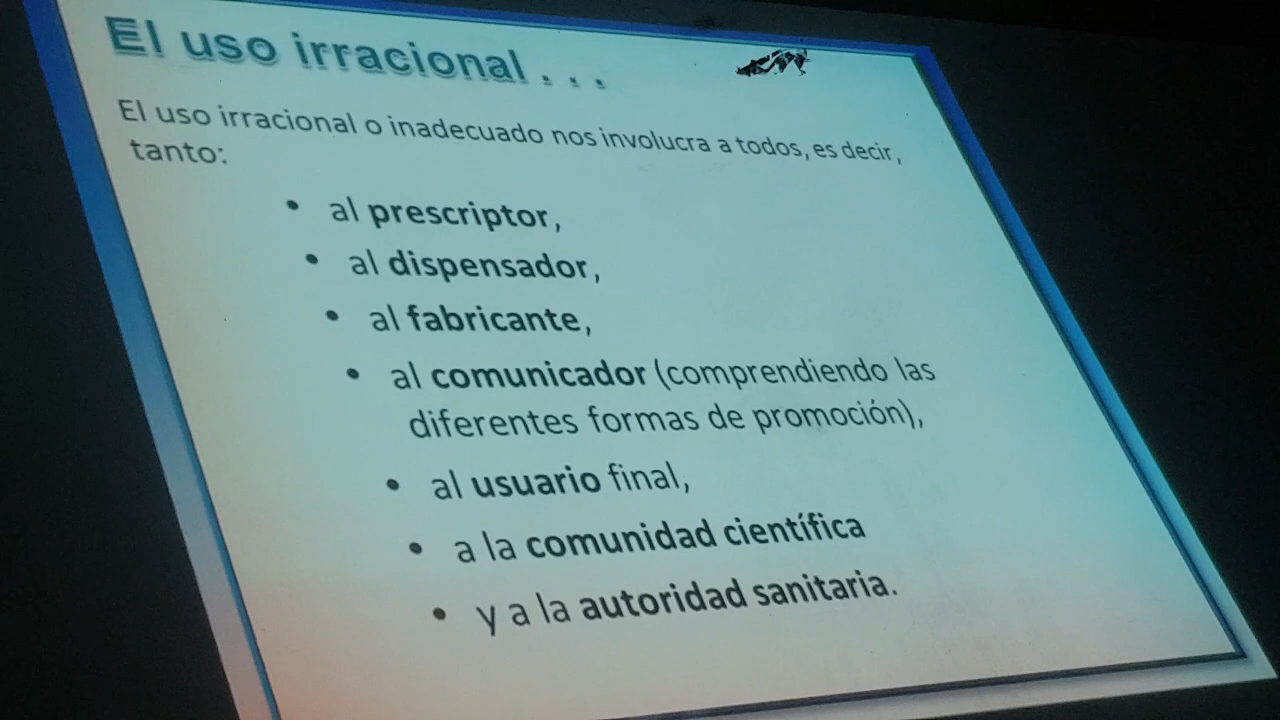 El uso irracional . . .
El uso irracional o inadecuado nos involucra a todos, es decir,
tanto:
• al prescriptor,
• al dispensador,
• al fabricante,
• al comunicador (comprendiendo las
diferentes formas de promoción),
• al usuario final,
• a la comunidad científica
• y a la autoridad sanitaria.